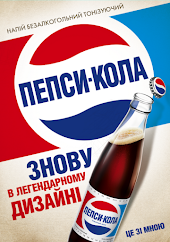 НАПІЙ БЕЗАЛКОГОЛЬНИЙ ТОНІЗУЮЧИЙ
ПЕПСИ-КОЛА
ЗНОВУ
В ЛЕГЕНДАРНОМУ
ДИЗАЙНІ
ПЕПСИ-КОЛА
ЦЕ ЗІ МНОЮ